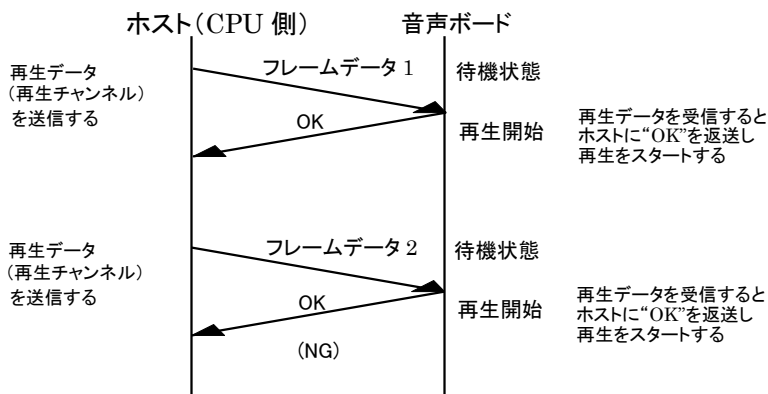 ホスト(CPU 側)
音声ボード
再生データ
(再生チャンネル)
を送信する
フレームデータ 1
待機状態
OK
再生開始
再生データを受信すると
ホストに“OK”を返送し
再生をスタートする
再生データ
(再生チャンネル)
を送信する
フレームデータ 2
待機状態
OK
再生開始
再生データを受信すると
ホストに“OK”を返送し
再生をスタートする
(NG)